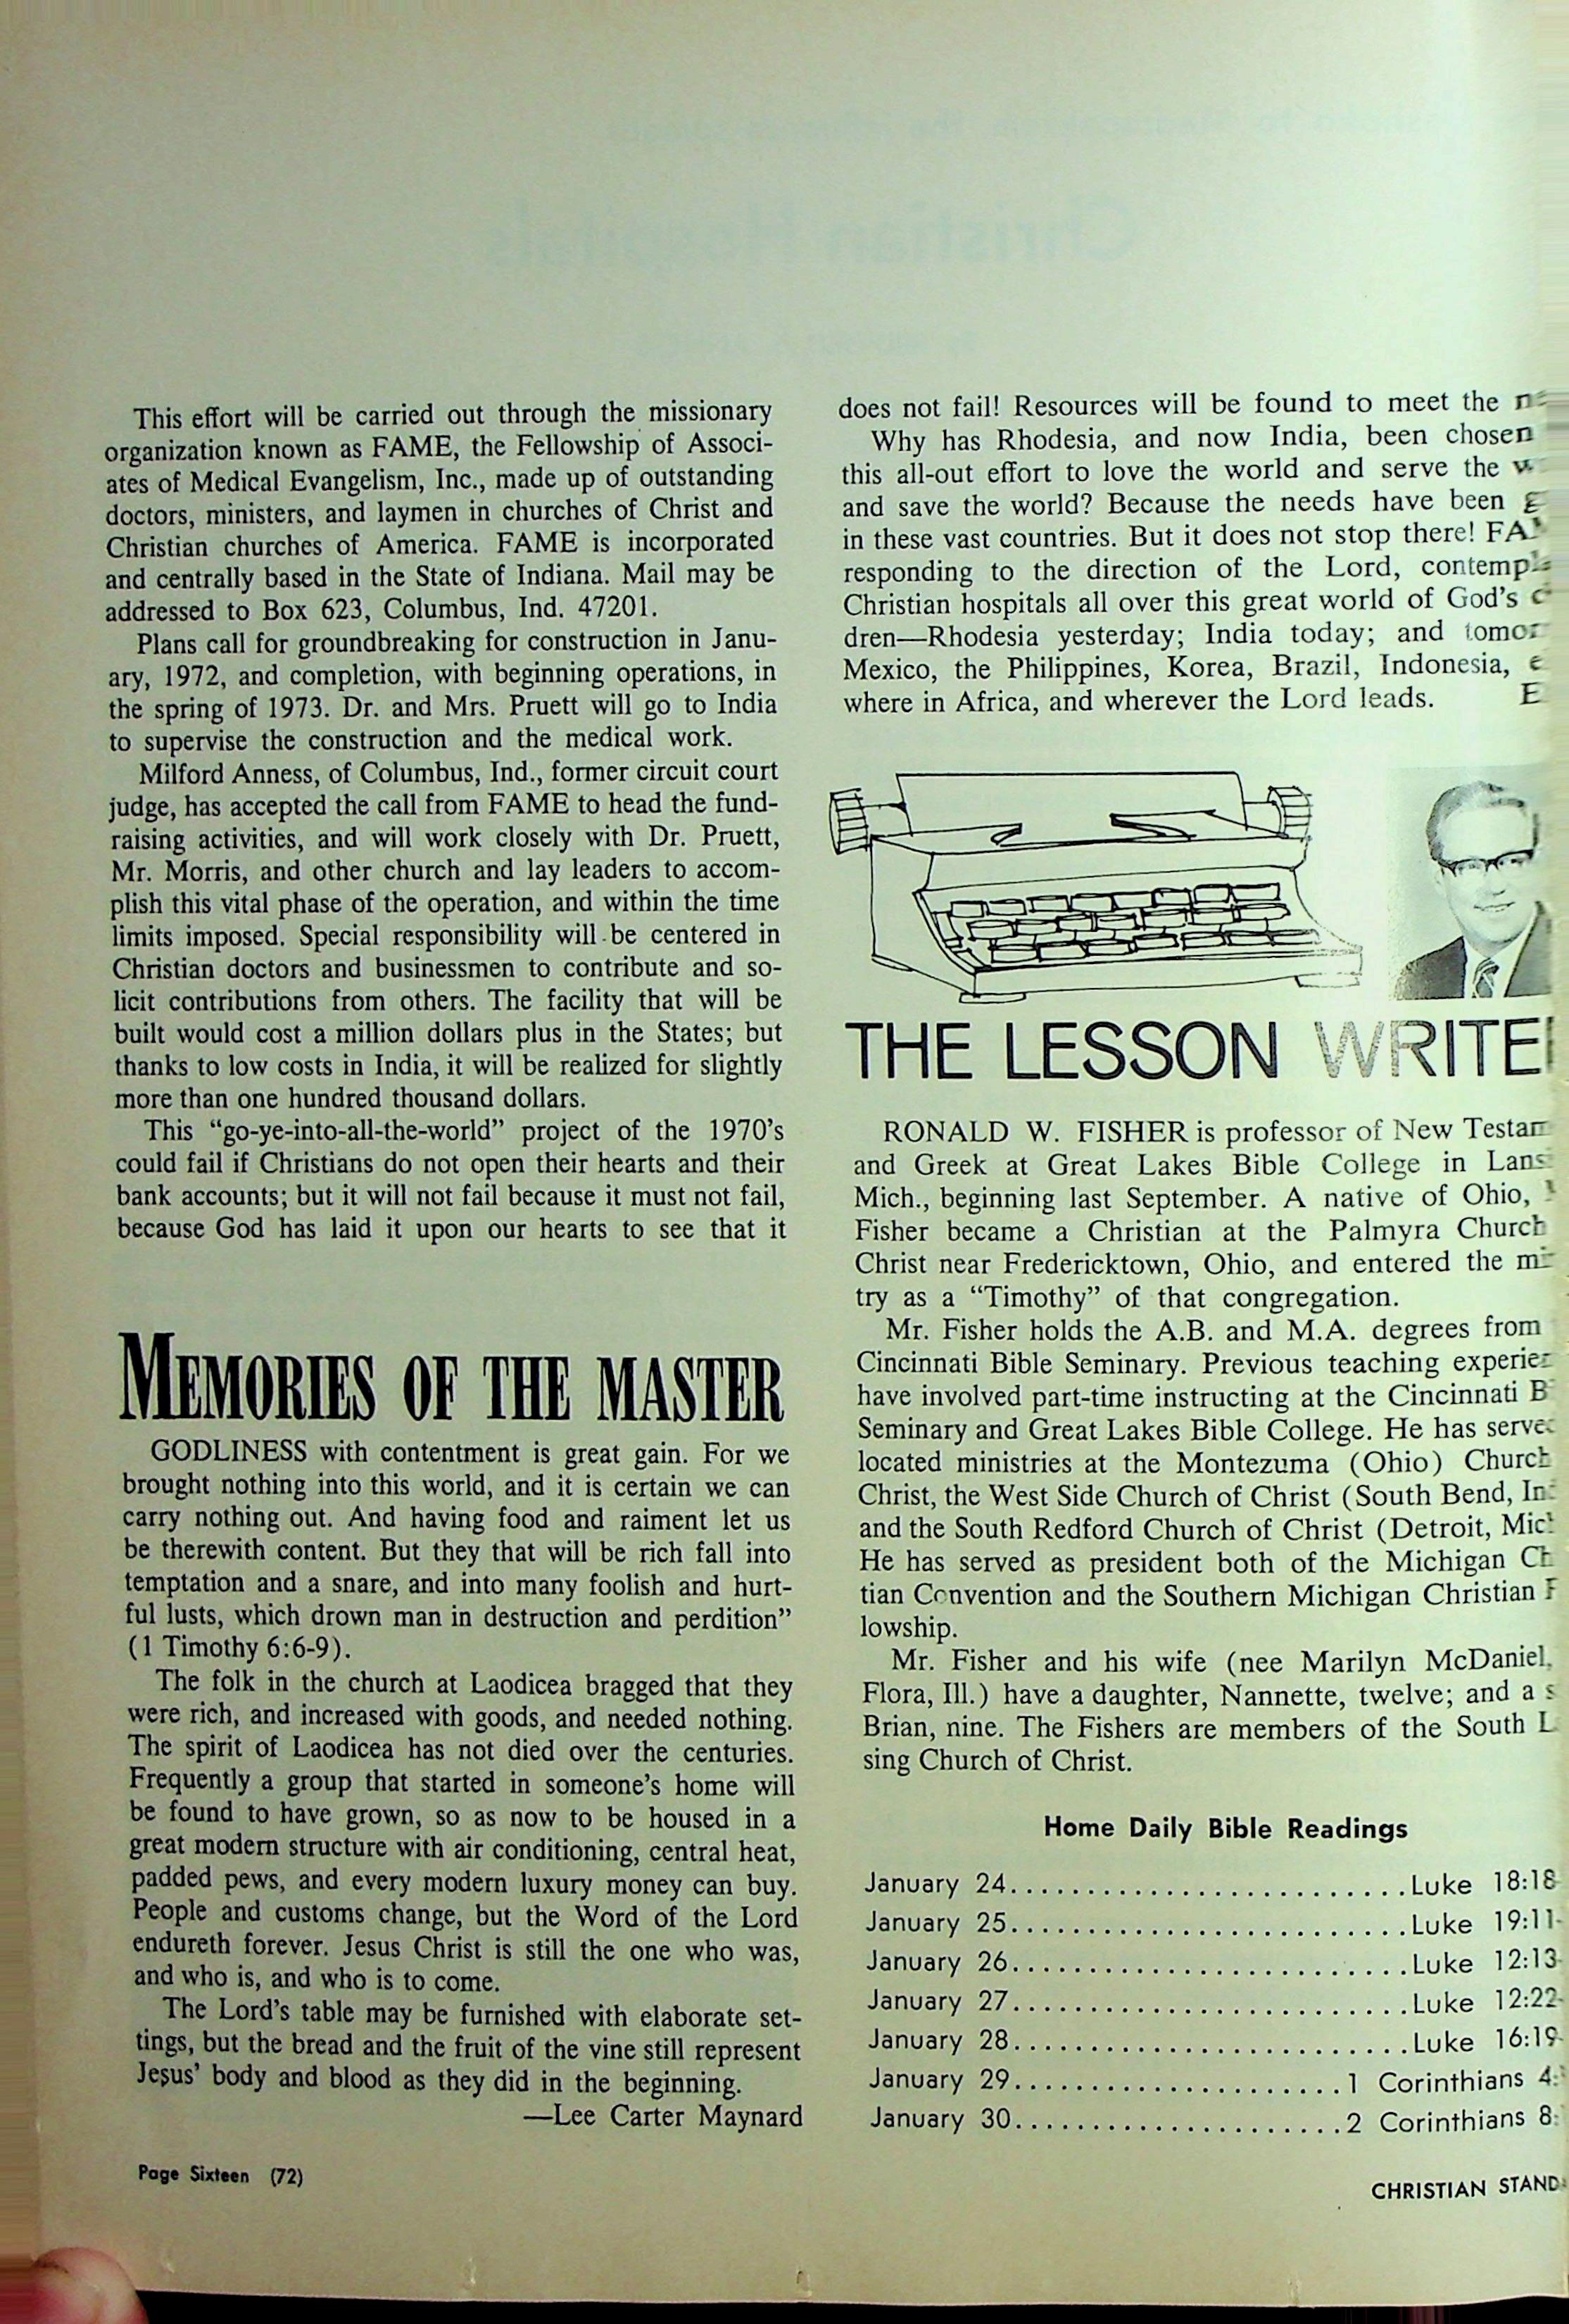 This effort will be carried out through the missionary
organization known as FAME, the Fellowship of Associ-
ates of Medical Evangelism, Inc., made up of outstanding
doctors, ministers, and laymen in churches of Christ and
Christian churches of America. FAME is incorporated
and centrally based in the State of Indiana. Mail may be
addressed to Box 623, Columbus, Ind. 47201.
Plans call for groundbreaking for construction in Janu-
ary, 1972, and completion, with beginning operations, in
the spring of 1973. Dr. and Mrs. Pruett will go to India
to supervise the construction and the medical work.
Milford Anness, of Columbus, Ind., former circuit court
judge, has accepted the call from FAME to head the fund-
raising activities, and will work closely with Dr. Pruett,
Mr. Morris, and other church and lay leaders to accom-
plish this vital phase of the operation, and within the time
limits imposed. Special responsibility will be centered in
Christian doctors and businessmen to contribute and so-
licit contributions from others. The facility that will be
built would cost a million dollars plus in the States; but
thanks to low costs in India, it will be realized for slightly
more than one hundred thousand dollars.
This “go-ye-into-all-the-world” project of the 1970’s
could fail if Christians do not open their hearts and their
bank accounts; but it will not fail because it must not fail,
because God has laid it upon our hearts to see that it
MEMORIES OF THE MASTER
GODLINESS with contentment is great gain. For we
brought nothing into this world, and it is certain we can
carry nothing out. And having food and raiment let us
be therewith content. But they that will be rich fall into
temptation and a snare, and into many foolish and hurt-
ful lusts, which drown man in destruction and perdition”
(1 Timothy 6:6-9).
The folk in the church at Laodicea bragged that they
were rich, and increased with goods, and needed nothing.
The spirit of Laodicea has not died over the centuries.
Frequently a group that started in someone’s home will
be found to have grown, so as now to be housed in a
great modern structure with air conditioning, central heat,
padded pews, and every modern luxury money can buy.
People and customs change, but the Word of the Lord
endureth forever. Jesus Christ is still the one who was,
and who is, and who is to come.
The Lord’s table may be furnished with elaborate set-
tings, but the bread and the fruit of the vine still represent
Jesus’ body and blood as they did in the beginning.
—Lee Carter Maynard
does not fail! Resources will be found to meet the
Why has Rhodesia, and now India, been chosen
this all-out effort to love the world and serve the
and save the world? Because the needs have been
in these vast countries. But it does not stop there!
responding to the direction of the Lord,
Christian hospitals all over this great world of God’s
dren—Rhodesia yesterday; India today; and
Mexico, the Philippines, Korea, Brazil, Indonesia,
where in Africa, and wherever the Lord leads.
THE LESSON WRITE
RONALD W. FISHER is professor of New
and Greek at Great Lakes Bible College in
Mich., beginning last September. A native of Ohio,
Fisher became a Christian at the Palmyra Church
Christ near Fredericktown, Ohio, and entered the
try as a “Timothy” of that congregation.
Mr. Fisher holds the A.B. and M.A. degrees from
Cincinnati Bible Seminary. Previous teaching
have involved part-time instructing at the Cincinnati
Seminary and Great Lakes Bible College. He has
located ministries at the Montezuma (Ohio) Church
Christ, the West Side Church of Christ (South Bend,
and the South Redford Church of Christ (Detroit,
He has served as president both of the Michigan
tian Convention and the Southern Michigan Christian
lowship.
Mr. Fisher and his wife (nee Marilyn McDaniel,
Flora, Ill.) have a daughter, Nannette, twelve; and a
Brian, nine. The Fishers are members of the South
sing Church of Christ.
Home Daily Bible Readings
January 24..........................Luke 18:18
January 25..........................Luke 19:11-
January 26..........................Luke 12:13-
January 27..........................Luke 12:22-
January 28..........................Luke 16:19-
January 29.....................1 Corinthians 4:
January 30.....................2 Corinthians 8:
Page Sixteen (72)
CHRISTIAN